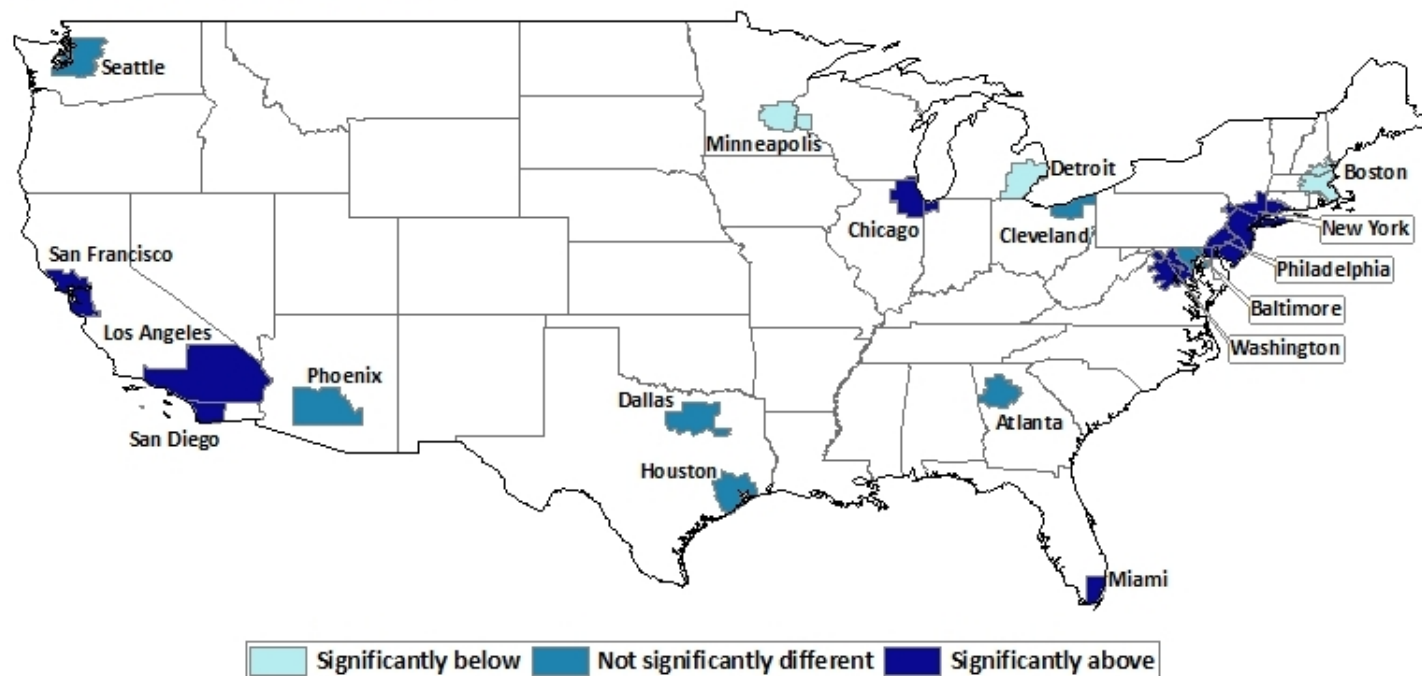 Seattle
Minneapolis
Detroit
Boston
Chicago
Cleveland
New York
San Francisco
Philadelphia
Baltimore
Los Angeles
Washington
Phoenix
Dallas
Atlanta
San Diego
Houston
Miami
Significantly below
Not significantly different
Significantly above